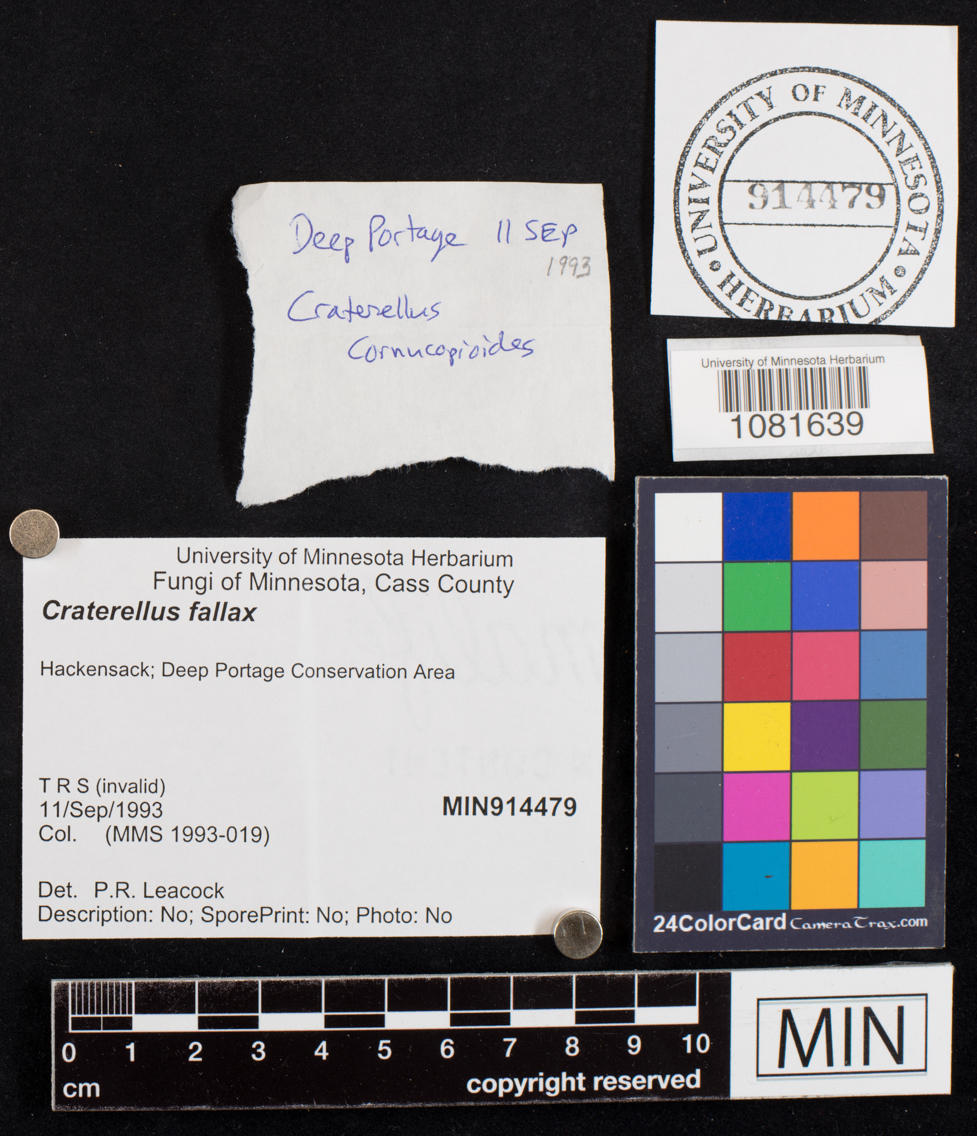 UNIVERSITY OF MINNESOTA
• HERBARIUM •
914479
Deep Portage 11 SEP
1993
Craterellus
Cornucopioides
University of Minnesota Herbarium
1081639
University of Minnesota Herbarium
Fungi of Minnesota, Cass County
Craterellus fallax
Hackensack; Deep Portage Conservation Area
T R S (invalid)
11/Sep/1993
MIN914479
Col. (MMS 1993-019)
Det. P.R. Leacock
Description: No; SporePrint: No; Photo: No
24ColorCard CameraTrax.com
0 1 2 3 4 5 6 7 8 9 10
cm
copyright reserved
MIN